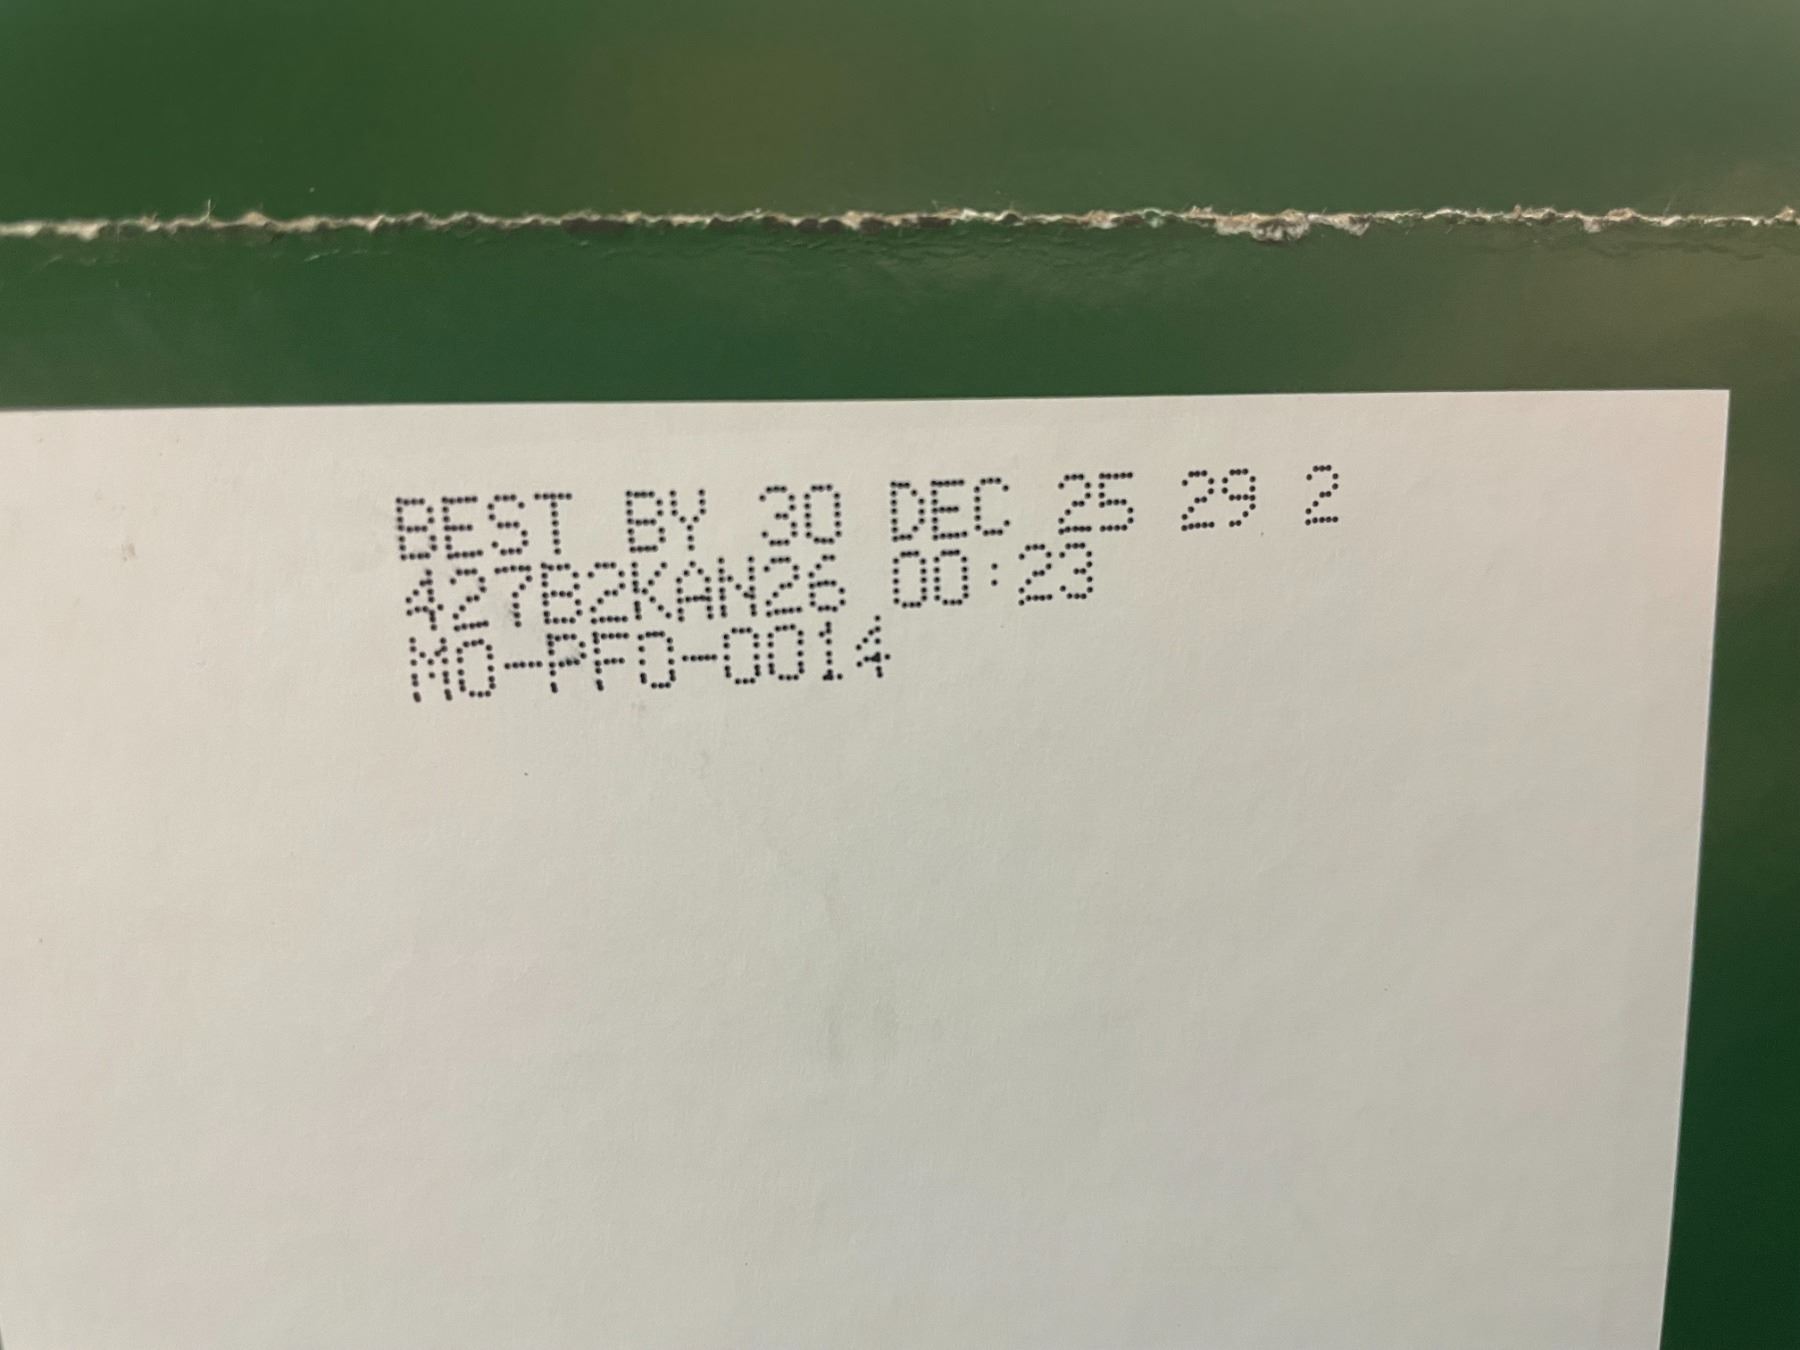 BEST BY 30 DEC 25 29 2
427B2KAN26 00:23
MO-PFO-0014